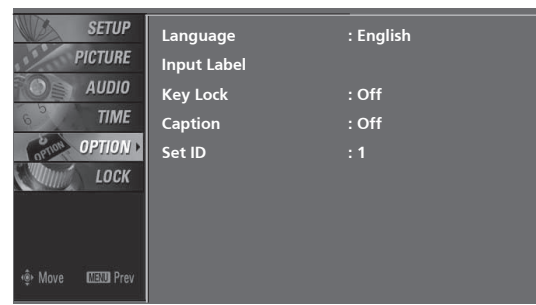 SETUP
PICTURE
AUDIO
TIME
OPTION
LOCK
Move MENU Prev
Language : English
Input Label
Key Lock : Off
Caption : Off
Set ID : 1